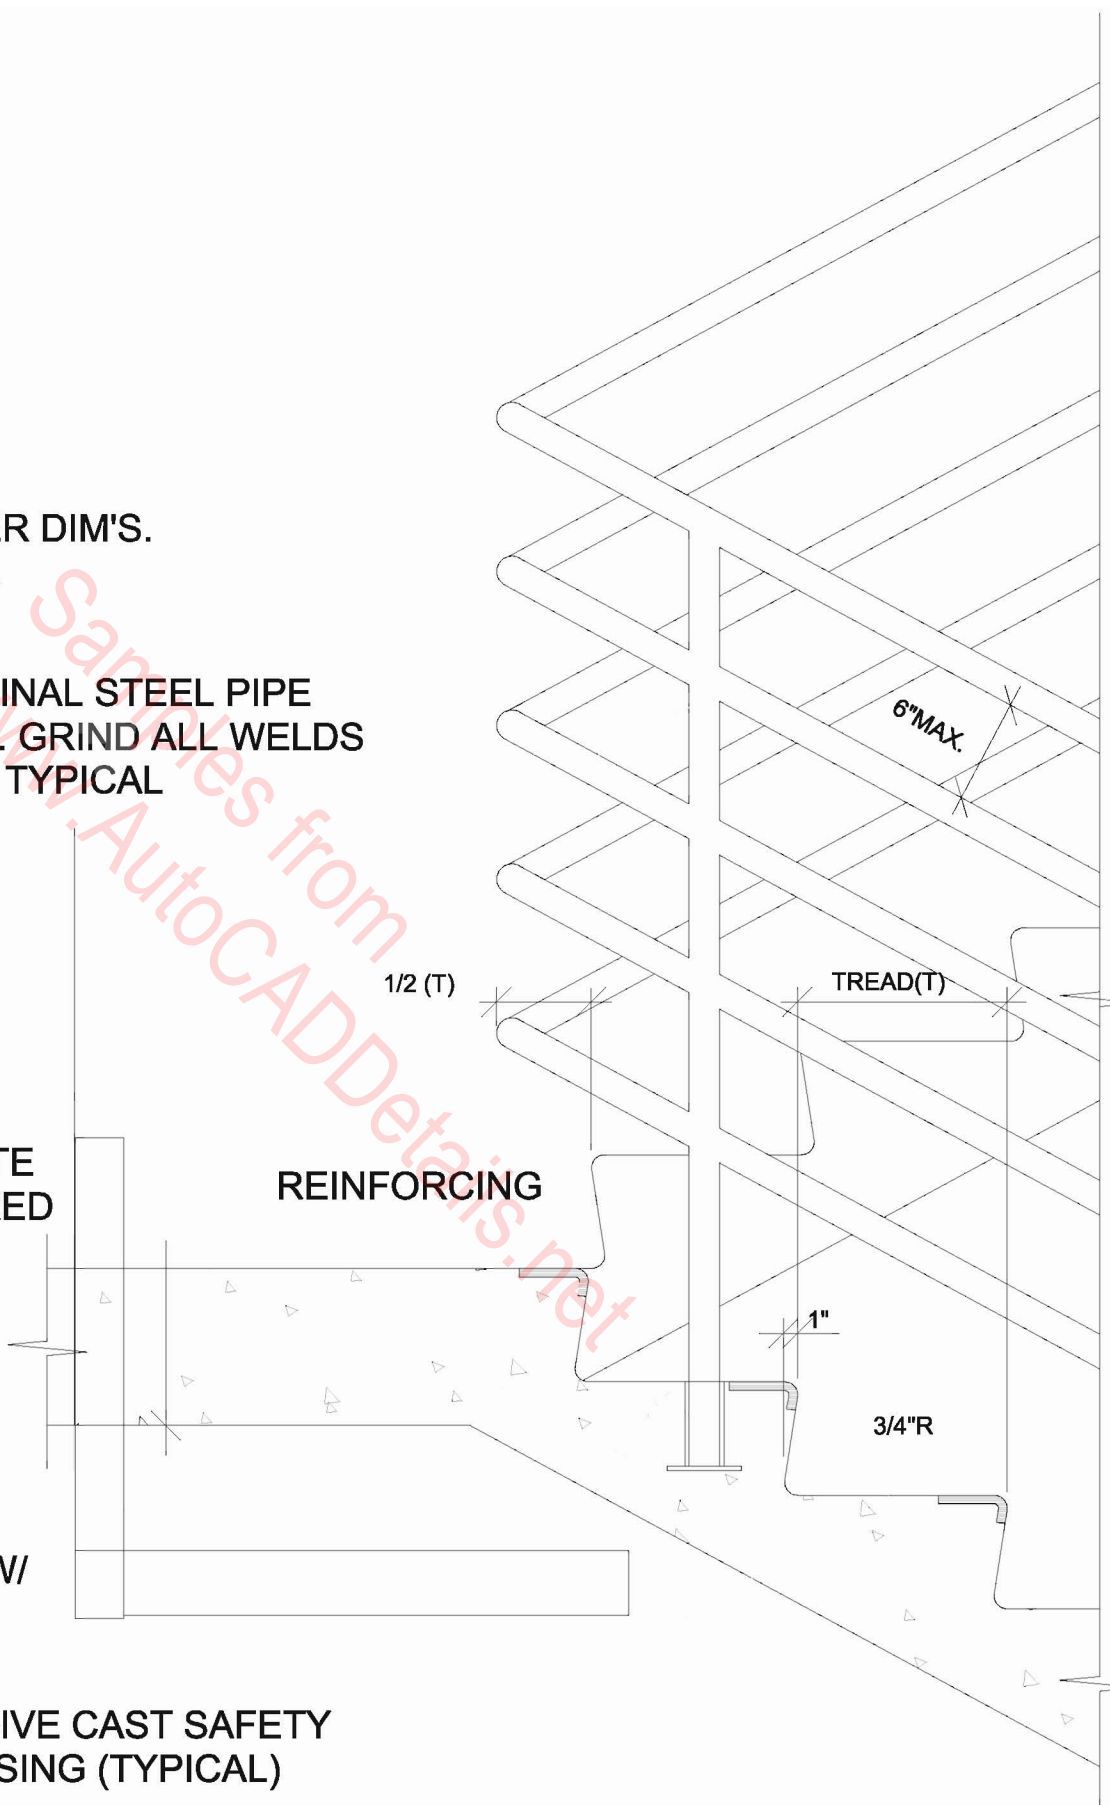 R DIM'S.
INAL STEEL PIPE
GRIND ALL WELDS
TYPICAL
6"MAX.
1/2 (T)
TREAD(T)
TE
ED
REINFORCING
1"
3/4"R
W/
IVE CAST SAFETY
SING (TYPICAL)
Samples from
www.AutoCADDetails.net